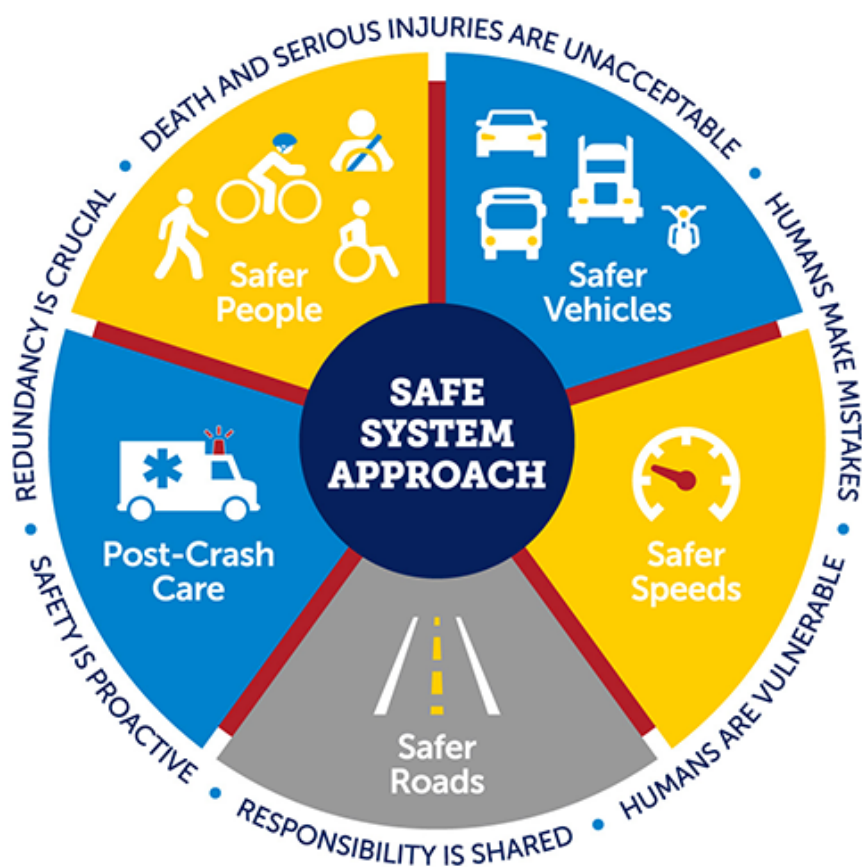 DEATH AND SERIOUS INJURIES ARE UNACCEPTABLE
HUMANS MAKE MISTAKES
HUMANS ARE VULNERABLE
RESPONSIBILITY IS SHARED
SAFETY IS PROACTIVE
REDUNDANCY IS CRUCIAL
Safer
People
Safer
Vehicles
SAFE
SYSTEM
APPROACH
Post-Crash
Care
Safer
Speeds
Safer
Roads